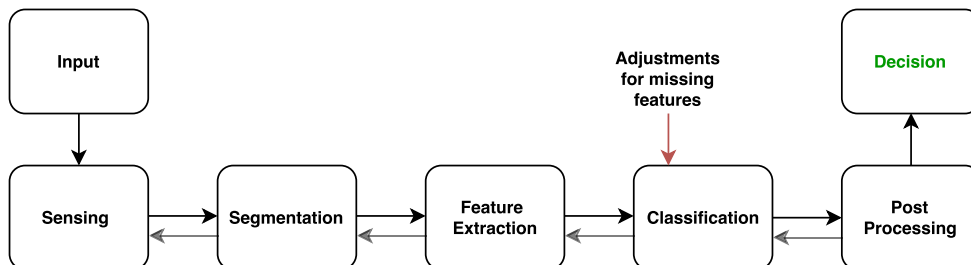 Input
Adjustments
for missing
features
Decision
Sensing
Segmentation
Feature
Extraction
Classification
Post
Processing